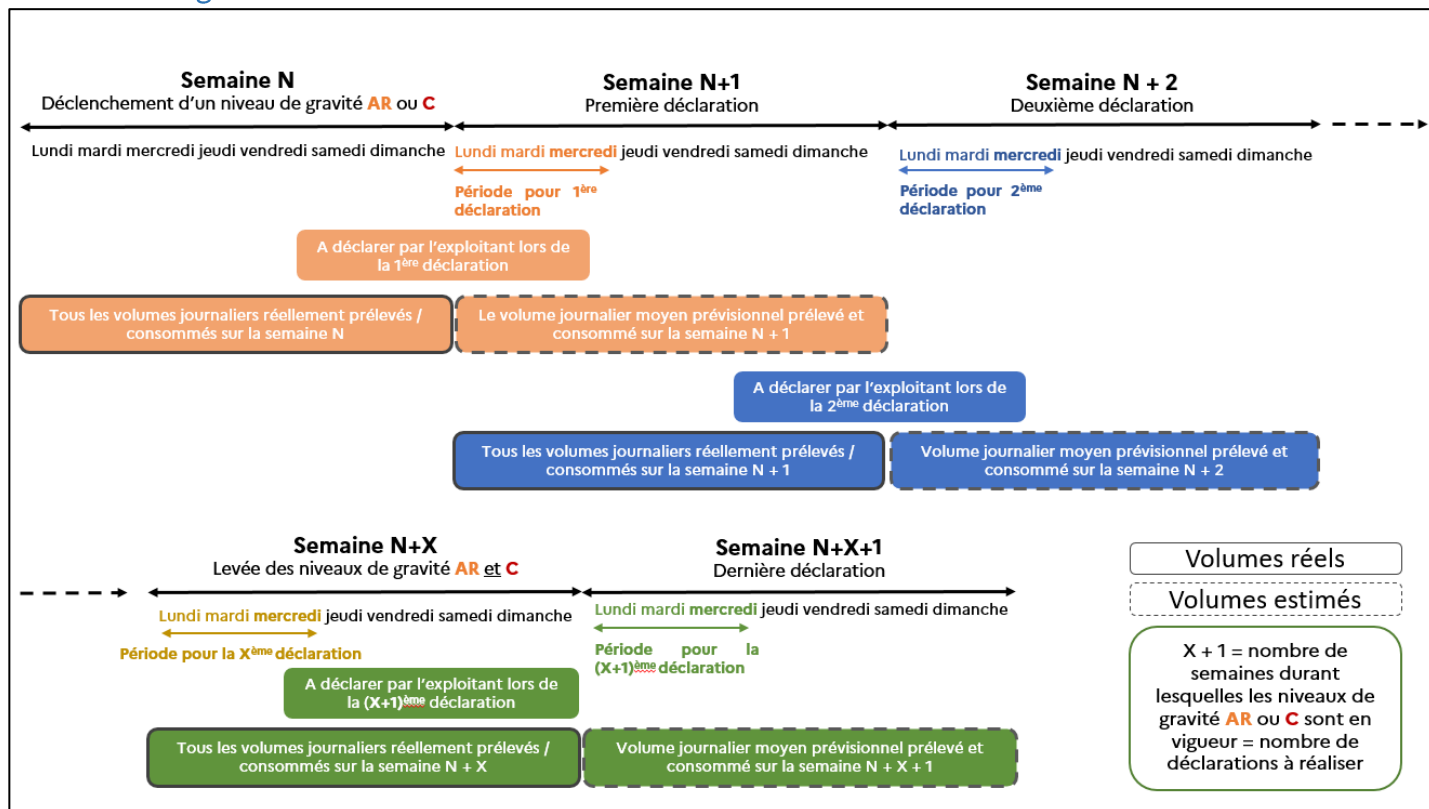 Semaine N
Déclenchement d'un niveau de gravité AR ou C
Semaine N+1
Première déclaration
Semaine N + 2
Deuxième déclaration
Lundi mardi mercredi jeudi vendredi samedi dimanche
Lundi mardi mercredi jeudi vendredi samedi dimanche
Lundi mardi mercredi jeudi vendredi samedi dimanche
Période pour 1ère
déclaration
Période pour 2ème
déclaration
A déclarer par l'exploitant lors de
la 1ère déclaration
Tous les volumes journaliers réellement prélevés /
consommés sur la semaine N
Le volume journalier moyen prévisionnel prélevé et
consommé sur la semaine N + 1
A déclarer par l'exploitant lors de
la 2ème déclaration
Tous les volumes journaliers réellement prélevés /
consommés sur la semaine N + 1
Volume journalier moyen prévisionnel prélevé et
consommé sur la semaine N + 2
Semaine N+X
Levée des niveaux de gravité AR et C
Semaine N+X+1
Dernière déclaration
Lundi mardi mercredi jeudi vendredi samedi dimanche
Lundi mardi mercredi jeudi vendredi samedi dimanche
Période pour la Xème déclaration
Période pour la
(X+1)ème déclaration
A déclarer par l'exploitant lors de
la (X+1)ème déclaration
Tous les volumes journaliers réellement prélevés /
consommés sur la semaine N + X
Volume journalier moyen prévisionnel prélevé et
consommé sur la semaine N + X + 1
Volumes réels
Volumes estimés
X + 1 = nombre de
semaines durant
lesquelles les niveaux de
gravité AR ou C sont en
vigueur = nombre de
déclarations à réaliser